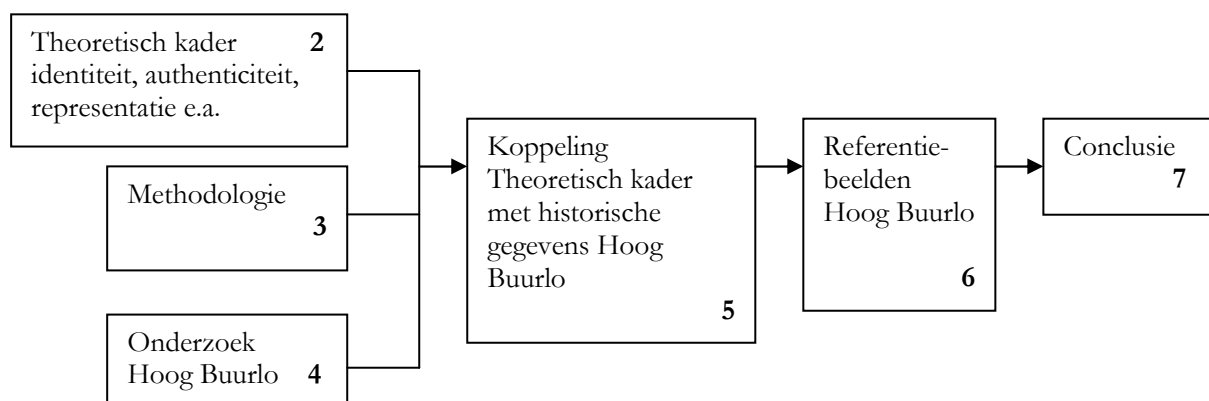 Theoretisch kader 2
identiteit, authenticiteit,
representatie e.a.
Methodologie
3
Onderzoek
Hoog Buurlo 4
Koppeling
Theoretisch kader
met historische
gegevens Hoog
Buurlo
5
Referentie-
beelden
Hoog Buurlo
6
Conclusie
7